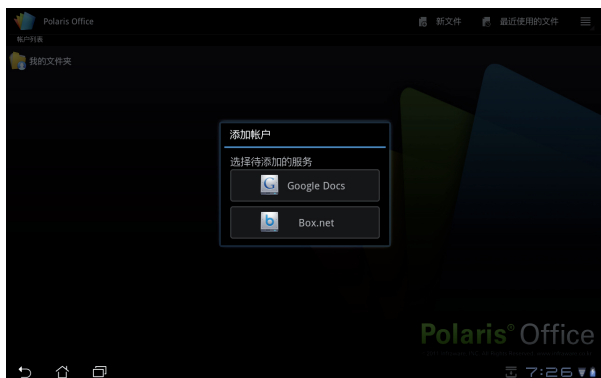 Polaris Office
新文件
最近使用的文件
帐户列表
我的文件夹
添加帐户
选择待添加的服务
Google Docs
Box.net
Polaris® Office
7:26